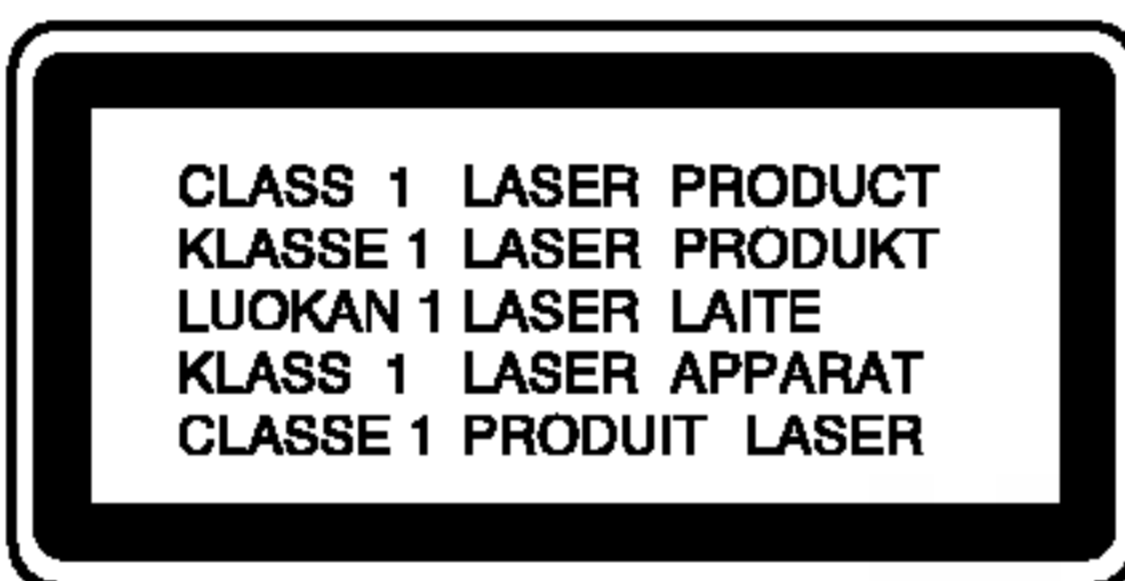 CLASS 1 LASER PRODUCT
KLASSE 1 LASER PRODUKT
LUOKAN 1 LASER LAITE
KLASS 1 LASER APPARAT
CLASSE 1 PRODUIT LASER